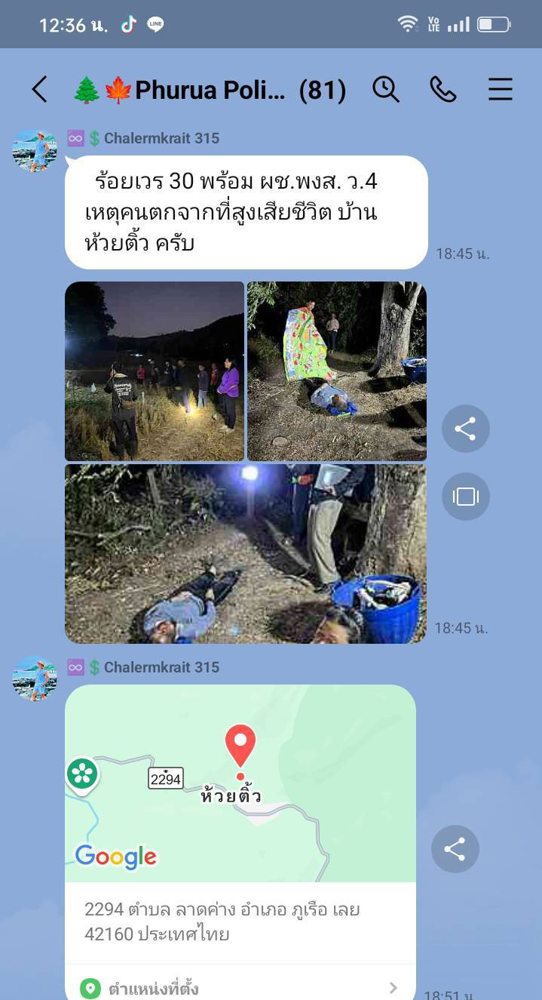 12:36 น.
LINE
Vo
LTE
Phurua Poli... (81)
Chalermkrait 315
ร้อยเวร 30 พร้อม ผช.พงส. ว.4
เหตุคนตกจากที่สูงเสียชีวิต บ้าน
ห้วยติ้ว ครับ
18:45 น.
18:45 น.
Chalermkrait 315
2294
ห้วยติ้ว
Google
2294 ตำบล ลาดค่าง อำเภอ ภูเรือ เลย
42160 ประเทศไทย
ตำแหน่งที่ตั้ง
18:51 น.